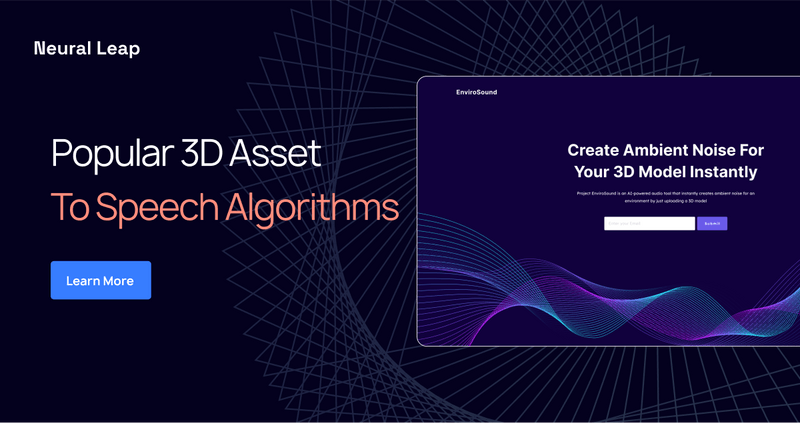 Neural Leap
Popular 3D Asset
To Speech Algorithms
Learn More
EnviroSound
Create Ambient Noise For
Your 3D Model Instantly
Project EnviroSound is an AI-powered audio tool that instantly creates ambient noise for an
environment by just uploading a 3D model
Submit